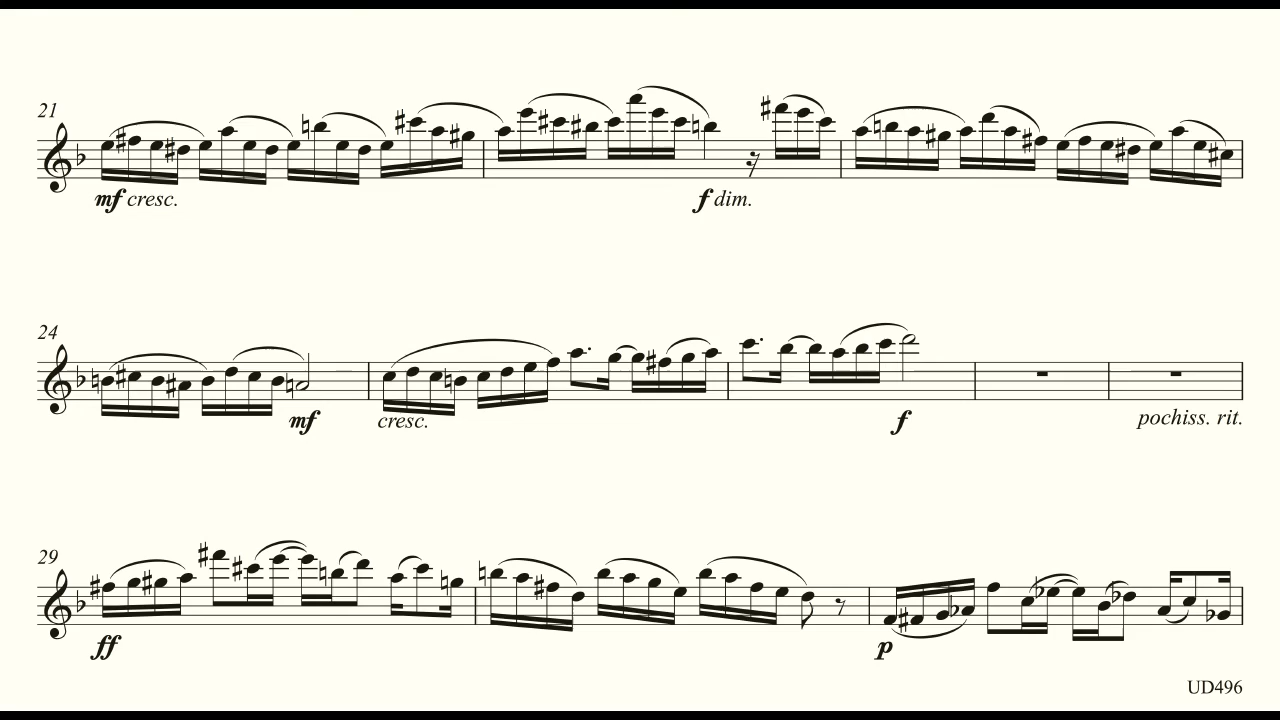 21
mf cresc.
f dim.
24
mf
cresc.
f
pochiss. rit.
29
ff
p
UD496